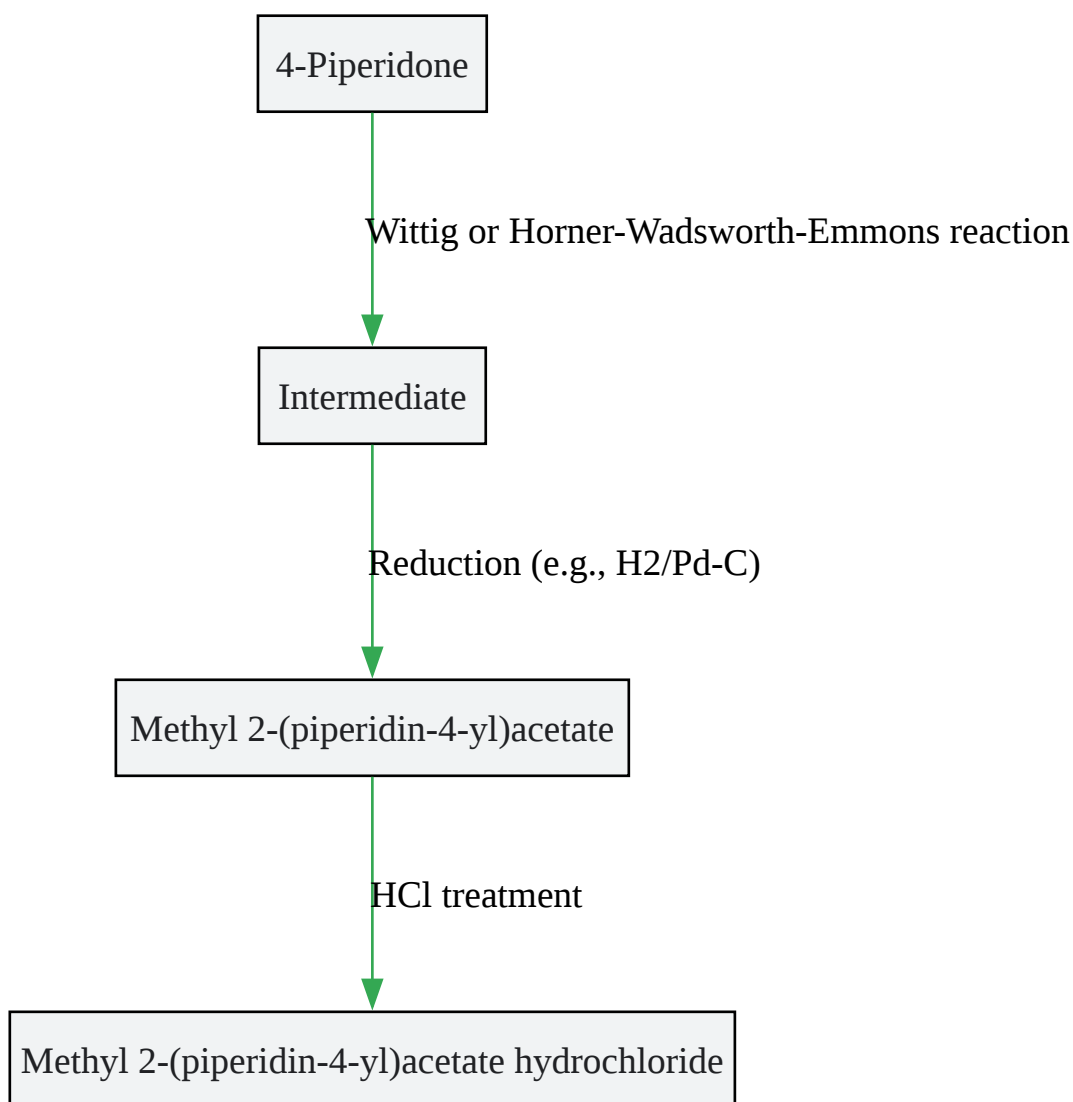 4-Piperidone
Wittig or Horner-Wadsworth-Emmons reaction
Intermediate
Reduction (e.g., H2/Pd-C)
Methyl 2-(piperidin-4-yl)acetate
HCl treatment
Methyl 2-(piperidin-4-yl)acetate hydrochloride